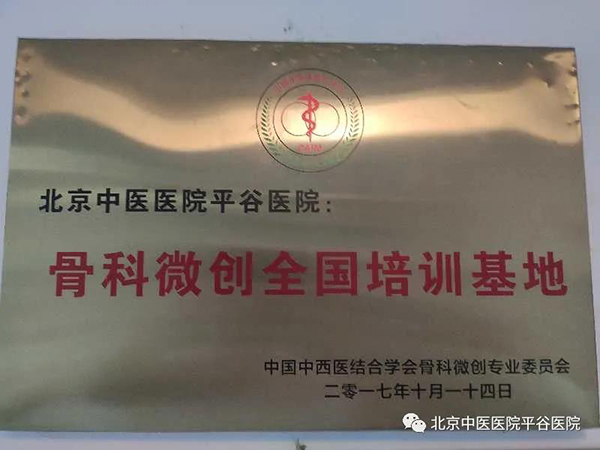 北京中医医院平谷医院：
骨科微创全国培训基地
中国中西医结合学会骨科微创专业委员会
二零一七年十月一十四日
北京中医医院平谷医院